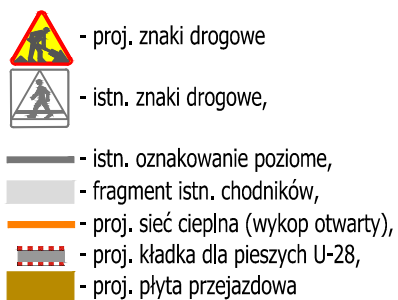 - proj. znaki drogowe
- istn. znaki drogowe,
- istn. oznakowanie poziome,
- fragment istn. chodników,
- proj. sieć cieplna (wykop otwarty),
- proj. kładka dla pieszych U-28,
- proj. płyta przejazdowa